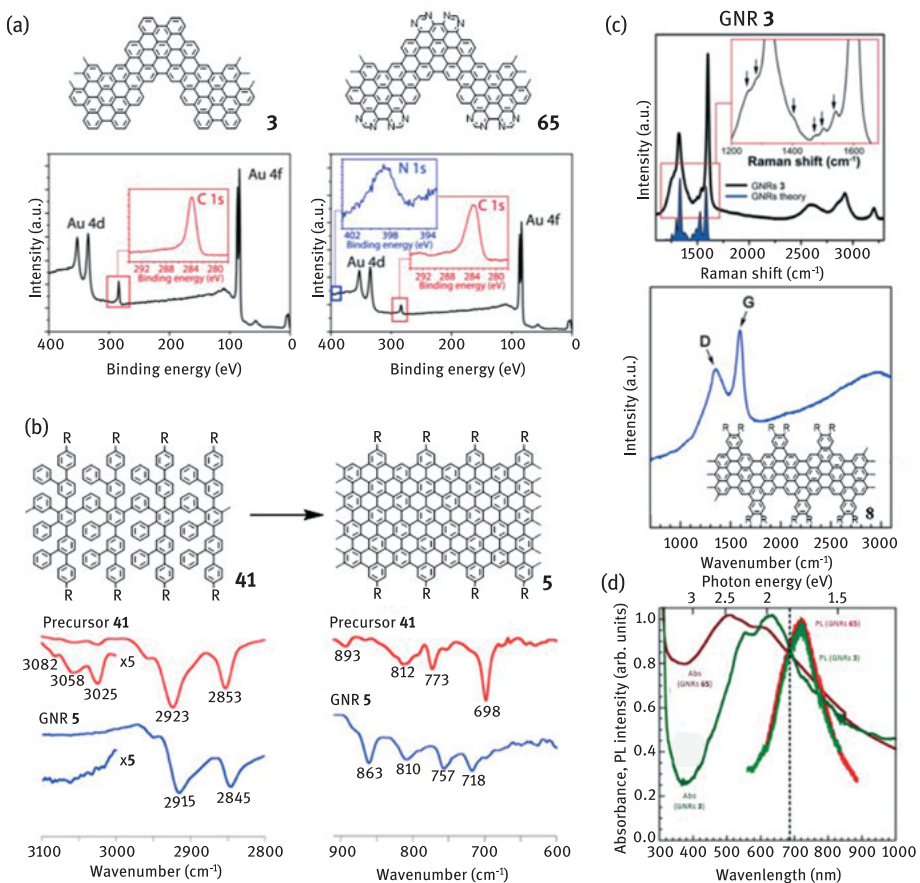 (a)
3
65
Intensity (a.u.)
Au 4d
C 1s
292 288 284 280
Binding energy (eV)
Au 4f
400 300 200 100 0
Binding energy (eV)
Intensity (a.u.)
N 1s
402 398 394
Binding energy (eV)
Au 4d
C 1s
292 288 284 280
Binding energy (eV)
Au 4f
400 300 200 100 0
Binding energy (eV)
(b)
R R R R
R R R R
41
R R R R
R R R R
5
Precursor 41
3082
3058
3025
x5
2923
2853
GNR 5
x5
2915
2845
3100 3000 2900 2800
Wavenumber (cm-1)
Precursor 41
893
812
773
698
GNR 5
863
810
757
718
900 800 700 600
Wavenumber (cm-1)
(c)
GNR 3
Intensity (a.u.)
1200 1400 1600
Raman shift (cm-1)
GNRs 3
GNRs theory
1500 2000 2500 3000
Raman shift (cm-1)
Intensity (a.u.)
D
G
R R R R R R
R R R R R R
8
1000 1500 2000 2500 3000
Wavenumber (cm-1)
(d)
Photon energy (eV)
3 2.5 2 1.5
Absorbance, PL intensity (arb. units)
1.0
0.8
0.6
0.4
0.2
0.0
PL (GNRs 65)
PL (GNRs 3)
Abs
(GNRs 65)
Abs
(GNRs 3)
300 400 500 600 700 800 900 1000
Wavelength (nm)